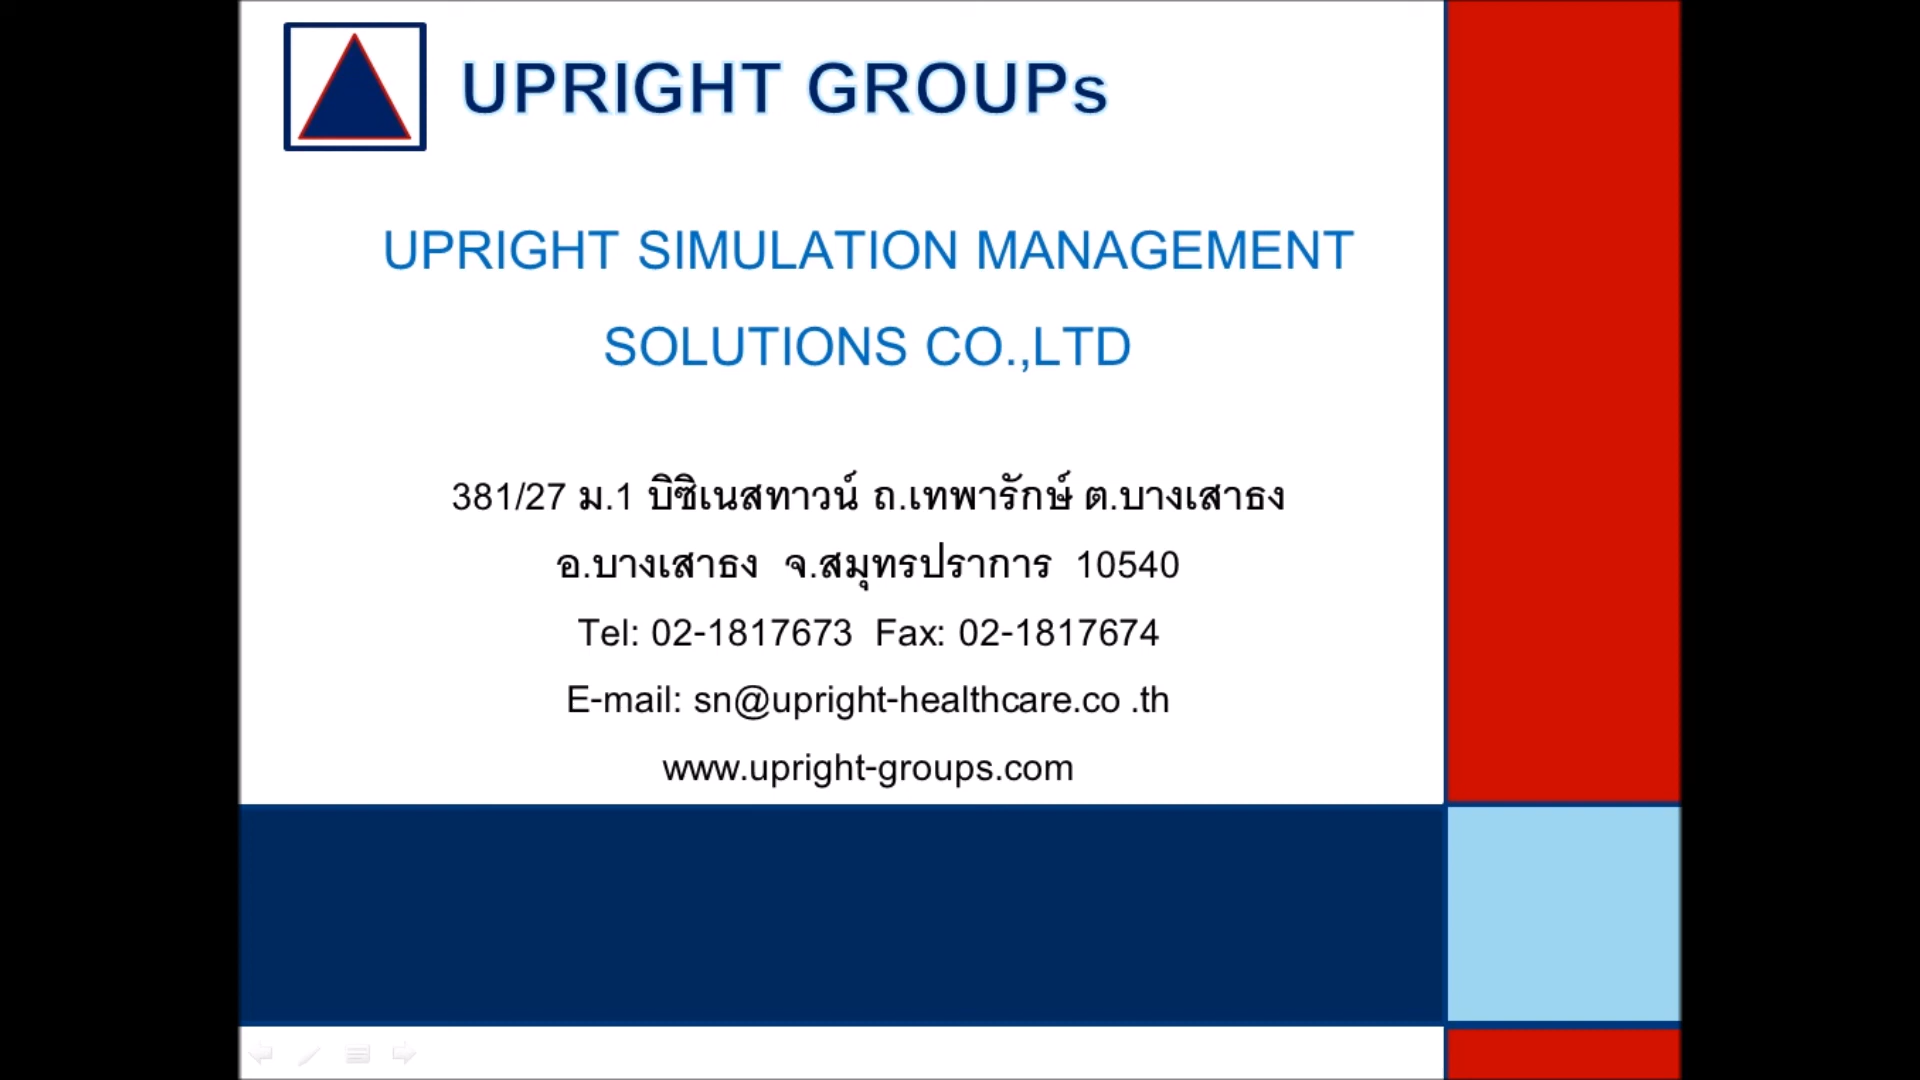 UPRIGHT GROUPs
UPRIGHT SIMULATION MANAGEMENT
SOLUTIONS CO.,LTD
381/27 ม.1 บิซิเนสทาวน์ ถ.เทพารักษ์ ต.บางเสาธง
อ.บางเสาธง จ.สมุทรปราการ 10540
Tel: 02-1817673 Fax: 02-1817674
E-mail: sn@upright-healthcare.co .th
www.upright-groups.com